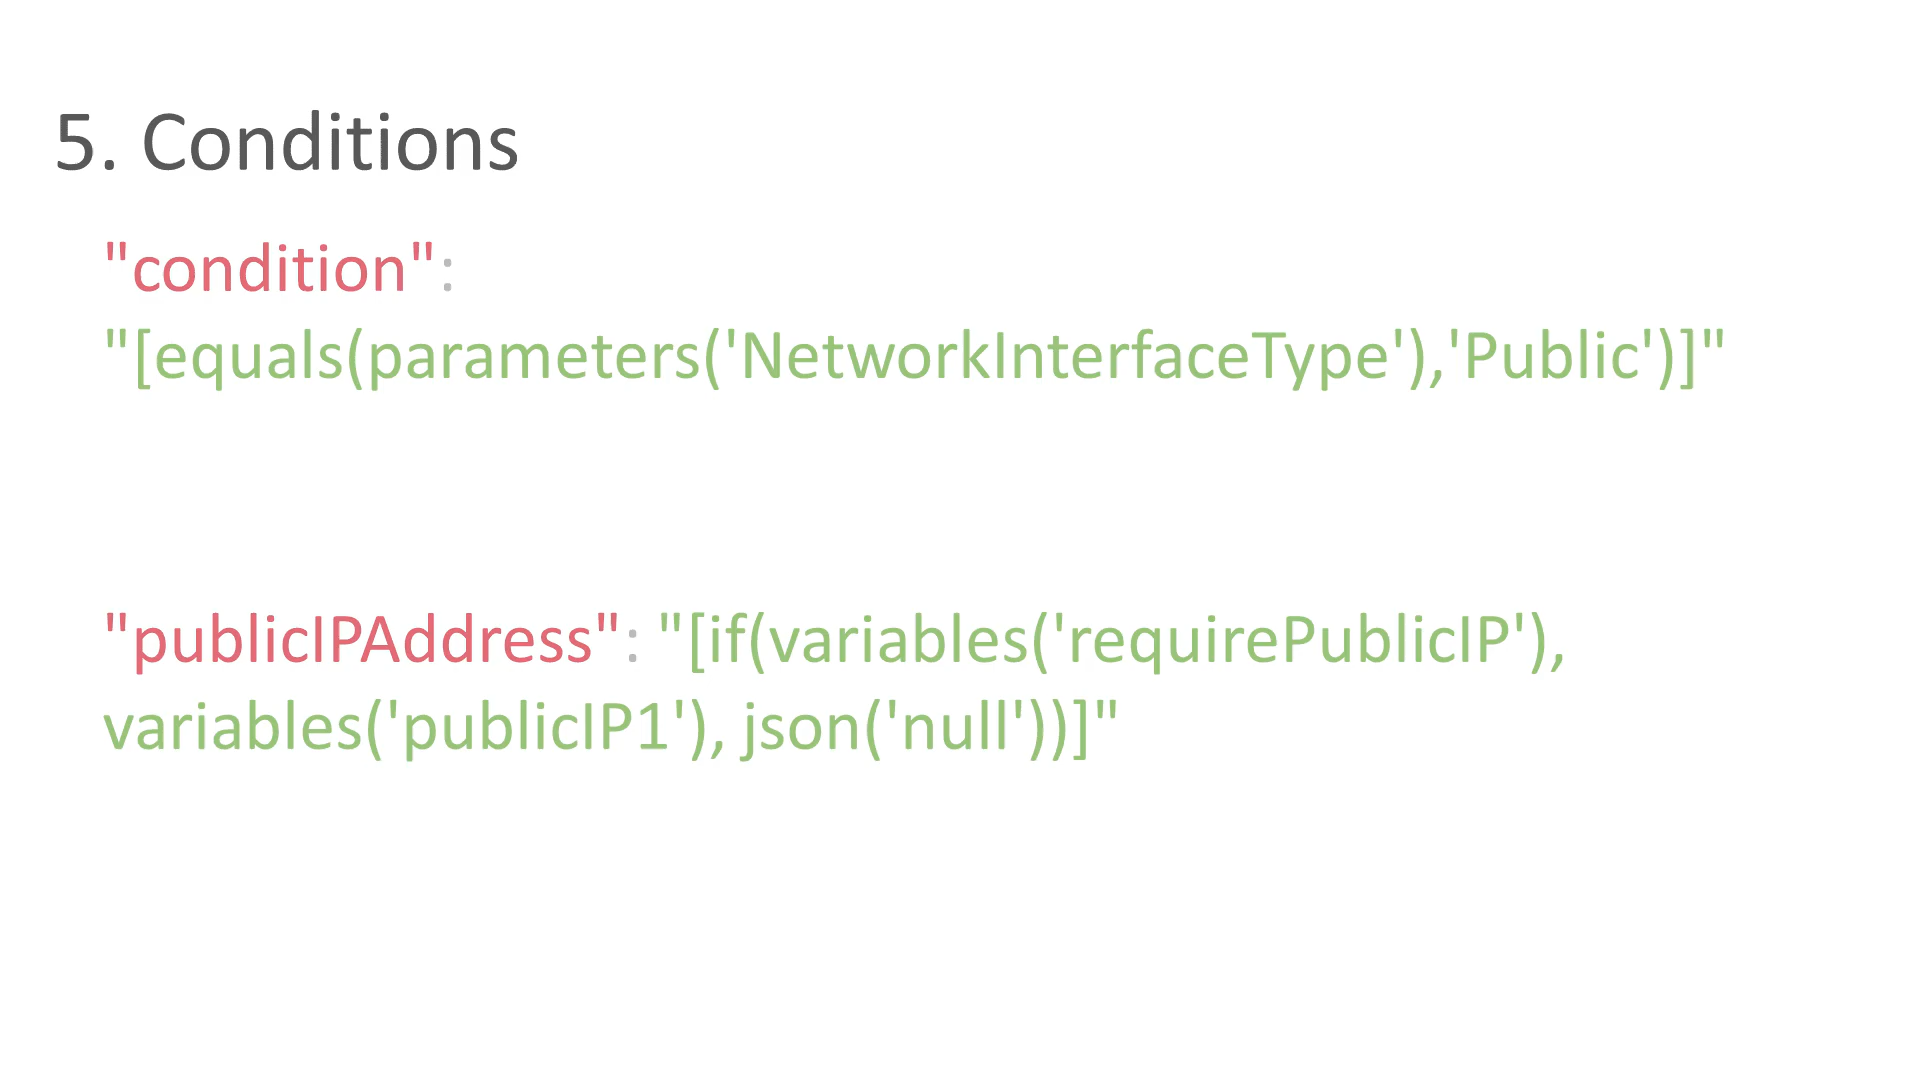 5. Conditions
"condition":
"[equals(parameters('NetworkInterfaceType'),'Public')]"
"publicIPAddress": "[if(variables('requirePublicIP'),
variables('publicIP1'), json('null'))]"